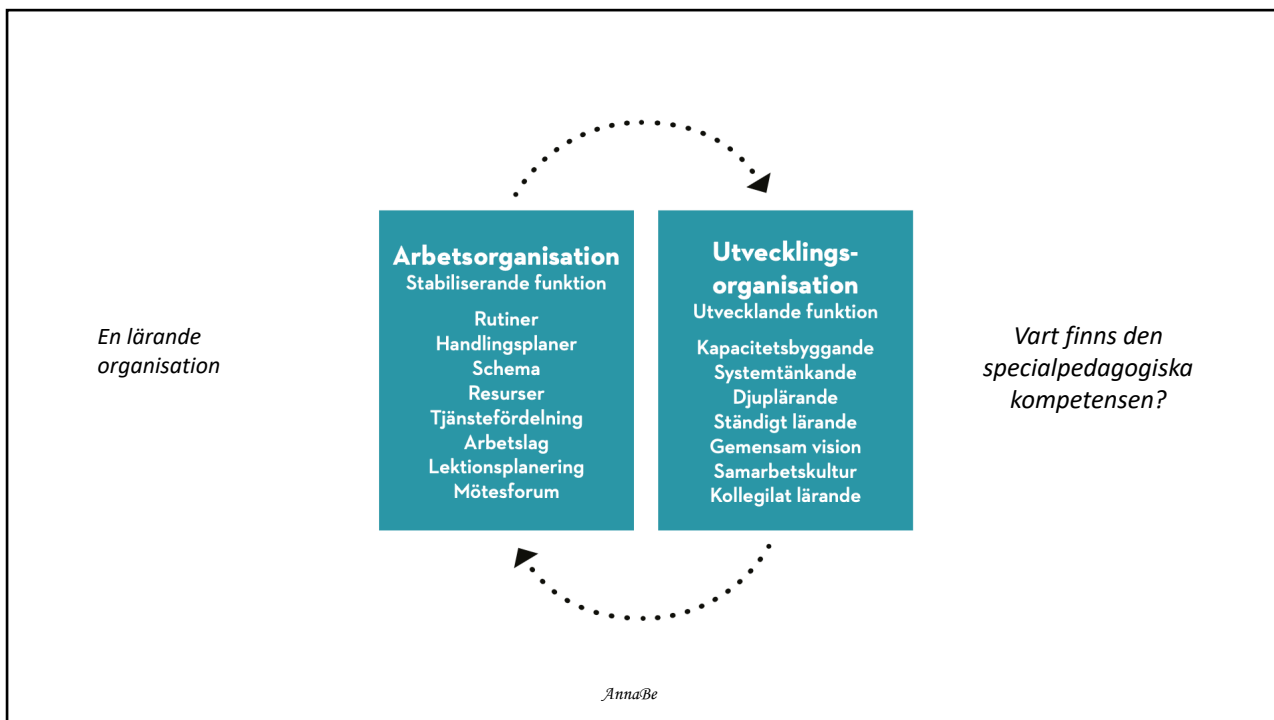 En lärande
organisation
Arbetsorganisation
Stabiliserande funktion
Rutiner
Handlingsplaner
Schema
Resurser
Tjänstefördelning
Arbetslag
Lektionsplanering
Mötesforum
Utvecklings-
organisation
Utvecklande funktion
Kapacitetsbyggande
Systemtänkande
Djuplärande
Ständigt lärande
Gemensam vision
Samarbetskultur
Kollegilat lärande
Vart finns den
specialpedagogiska
kompetensen?
AnnaBe